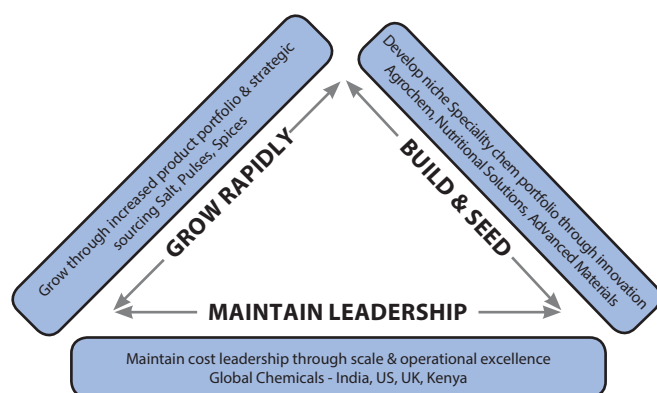 Grow through increased product portfolio & strategic
sourcing Salt, Pulses, Spices
GROW RAPIDLY
Develop niche Speciality chem portfolio through innovation
Agrochem, Nutritional Solutions, Advanced Materials
BUILD & SEED
MAINTAIN LEADERSHIP
Maintain cost leadership through scale & operational excellence
Global Chemicals - India, US, UK, Kenya